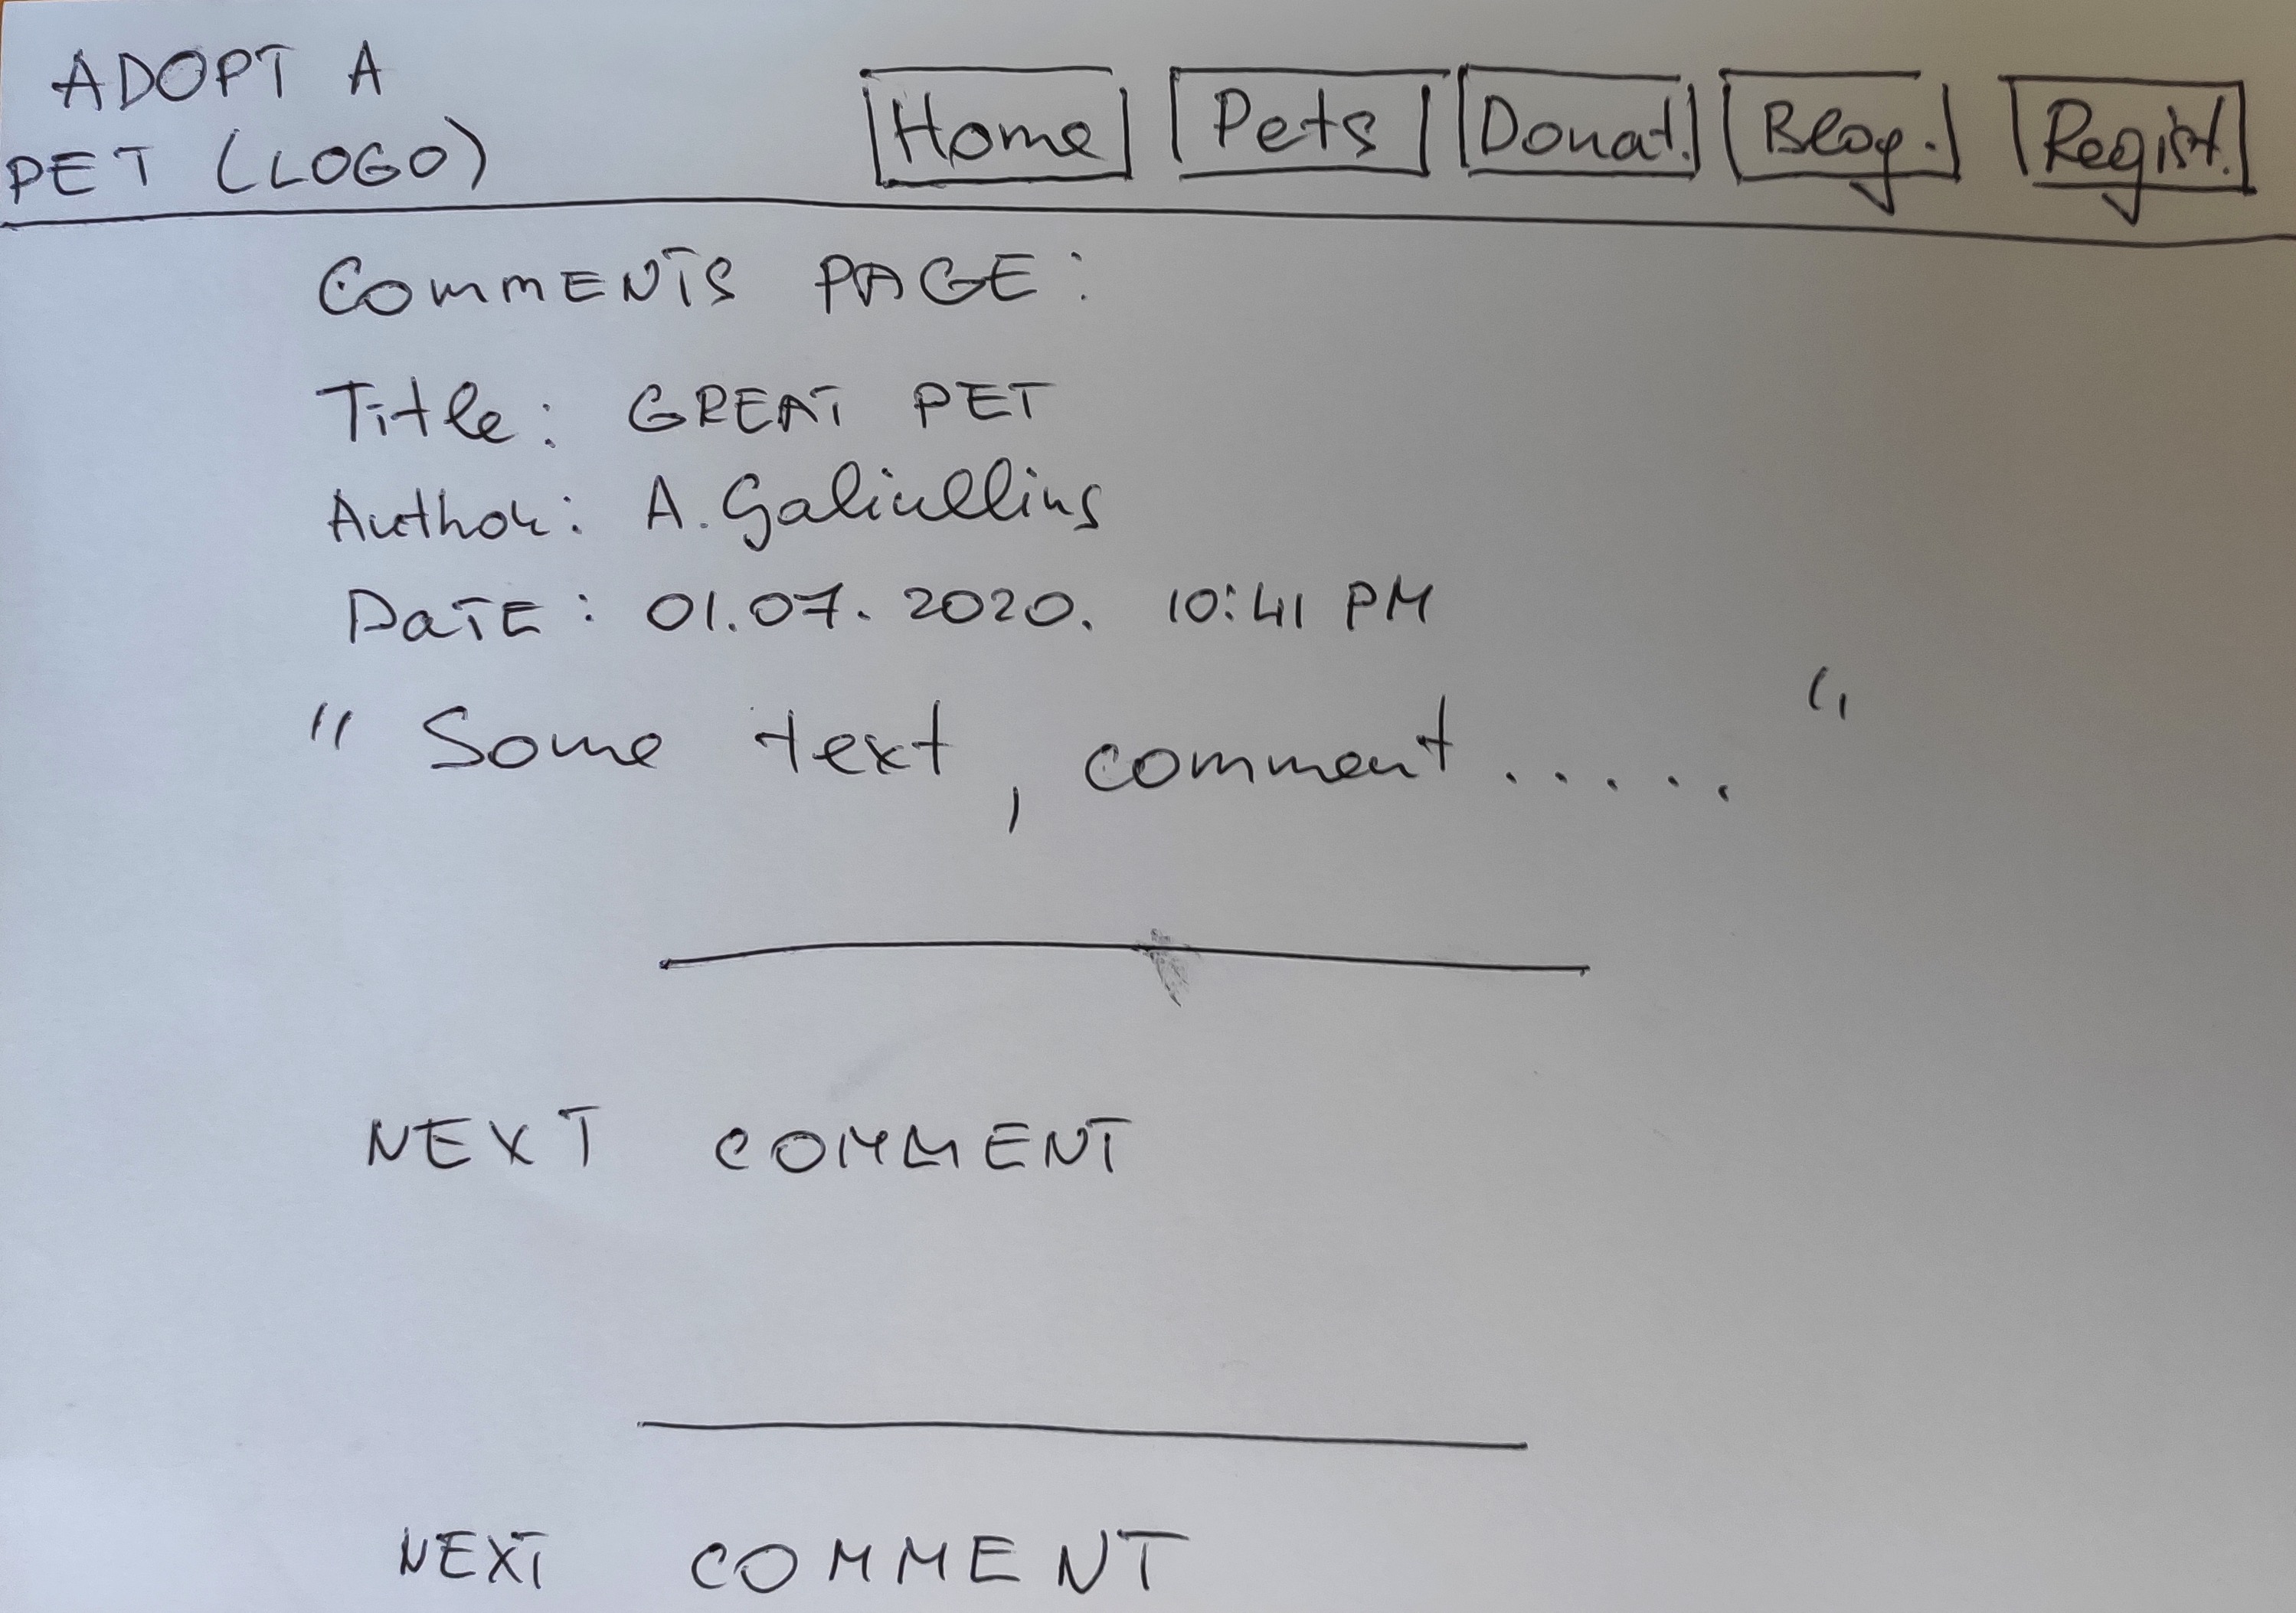 ADOPT A
PET (LOGO)
Home Pets Donat. Blog. Regist.
COMMENTS PAGE:
Title: GREAT PET
Author: A. Galiullins
DATE: 01.07.2020. 10:41 PM
" Some text, comment ..... "
NEXT COMMENT
NEXT COMMENT